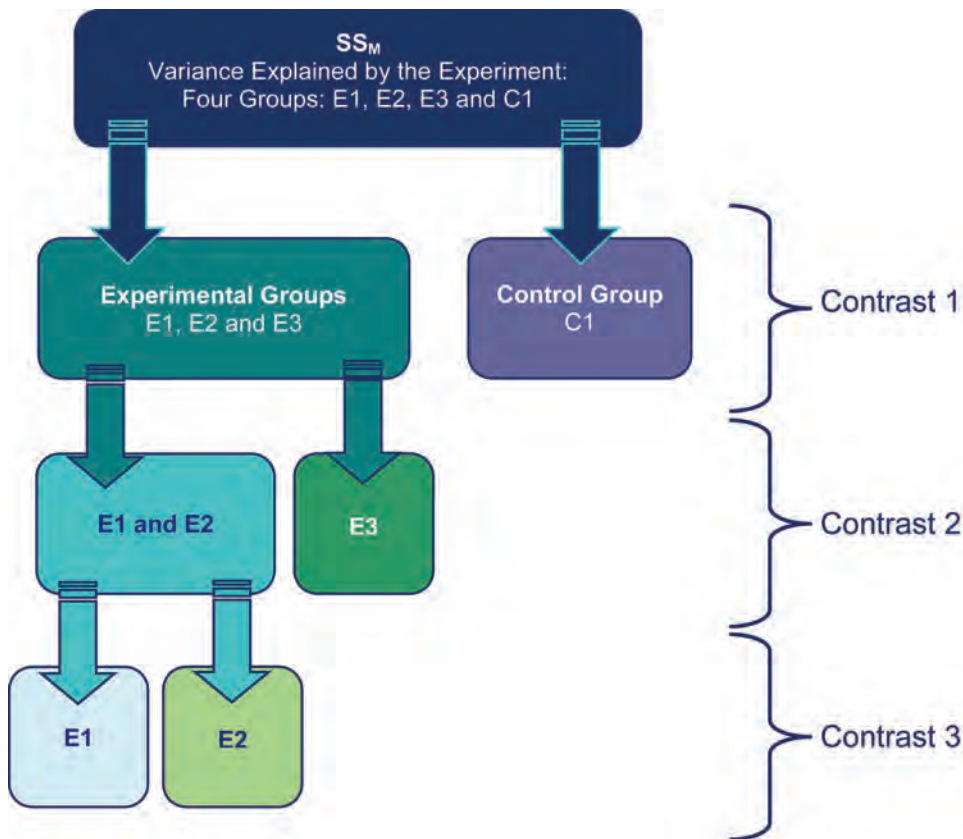 SSM
Variance Explained by the Experiment:
Four Groups: E1, E2, E3 and C1
Experimental Groups
E1, E2 and E3
Control Group
C1
Contrast 1
E1 and E2
E3
Contrast 2
E1
E2
Contrast 3